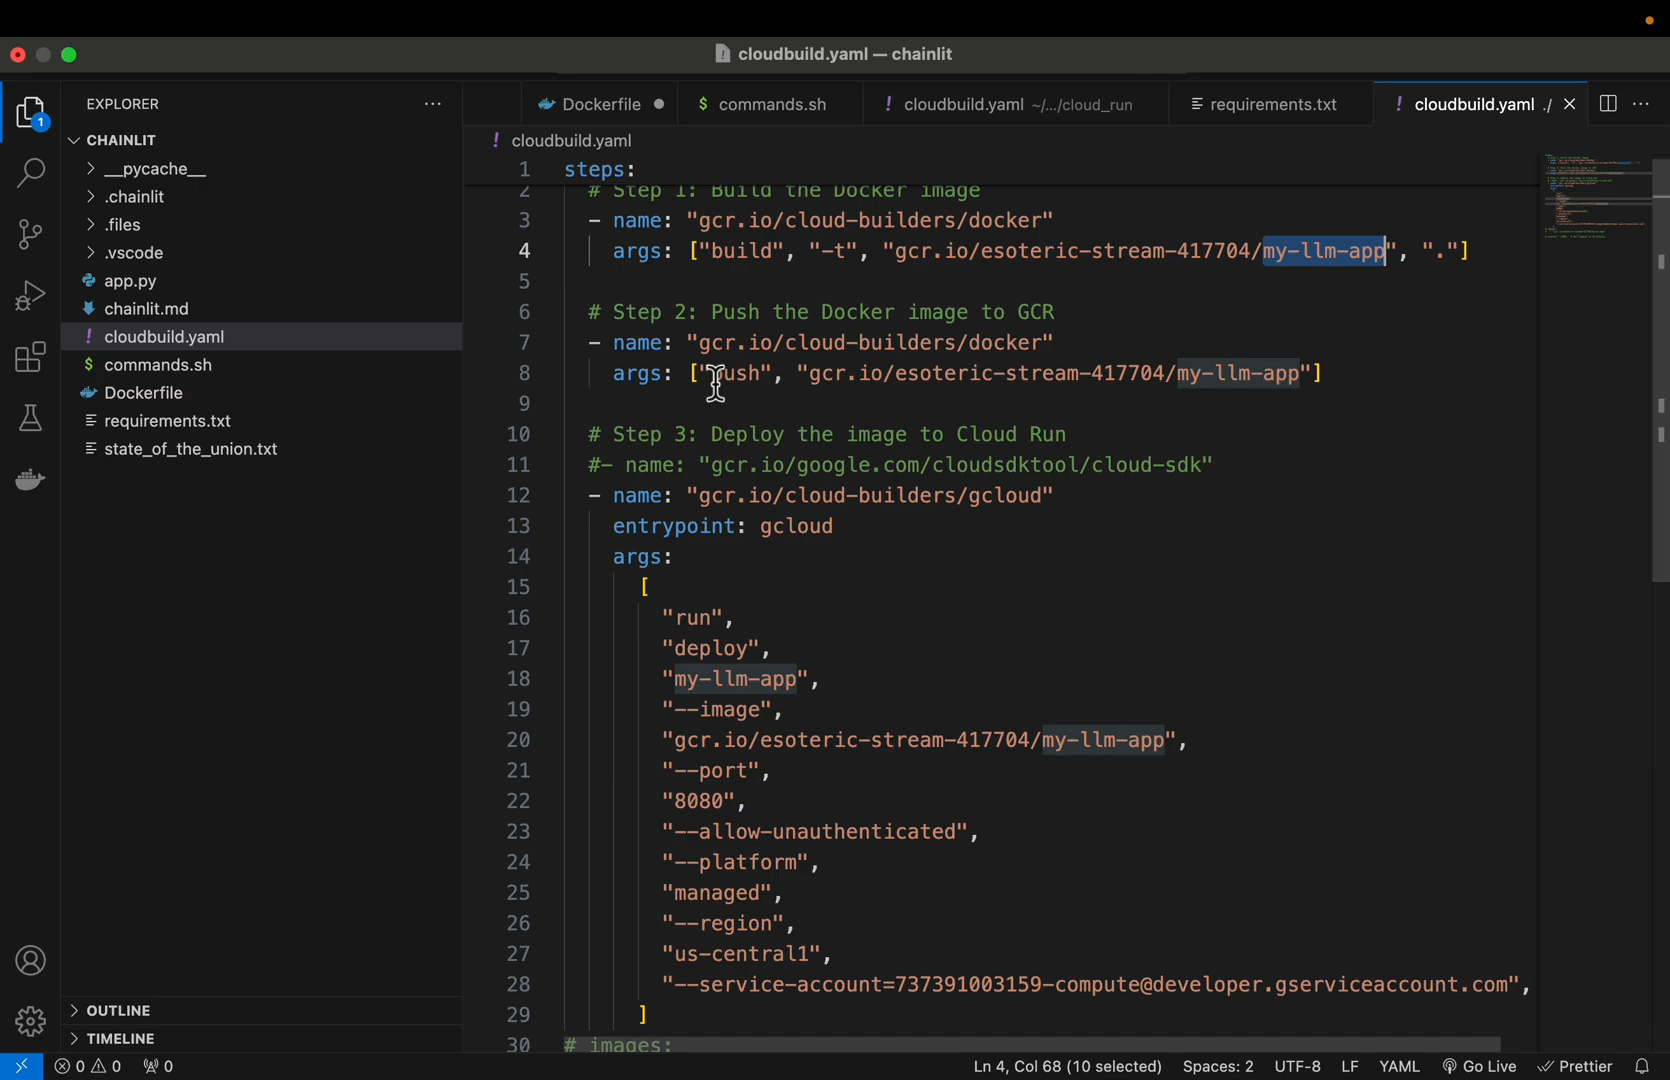 cloudbuild.yaml — chainlit
EXPLORER
1
CHAINLIT
__pycache__
.chainlit
.files
.vscode
app.py
chainlit.md
cloudbuild.yaml
commands.sh
Dockerfile
requirements.txt
state_of_the_union.txt
OUTLINE
TIMELINE
Dockerfile
$ commands.sh
! cloudbuild.yaml ~/.../cloud_run
requirements.txt
! cloudbuild.yaml ./
! cloudbuild.yaml
1 steps:
2 # Step 1: Build the Docker image
3 - name: "gcr.io/cloud-builders/docker"
4 args: ["build", "-t", "gcr.io/esoteric-stream-417704/my-llm-app", "."]
5
6 # Step 2: Push the Docker image to GCR
7 - name: "gcr.io/cloud-builders/docker"
8 args: ["push", "gcr.io/esoteric-stream-417704/my-llm-app"]
9
10 # Step 3: Deploy the image to Cloud Run
11 #- name: "gcr.io/google.com/cloudsdktool/cloud-sdk"
12 - name: "gcr.io/cloud-builders/gcloud"
13 entrypoint: gcloud
14 args:
15 [
16 "run",
17 "deploy",
18 "my-llm-app",
19 "--image",
20 "gcr.io/esoteric-stream-417704/my-llm-app",
21 "--port",
22 "8080",
23 "--allow-unauthenticated",
24 "--platform",
25 "managed",
26 "--region",
27 "us-central1",
28 "--service-account=737391003159-compute@developer.gserviceaccount.com",
29 ]
30 # images:
0 0 0 Ln 4, Col 68 (10 selected) Spaces: 2 UTF-8 LF YAML Go Live Prettier